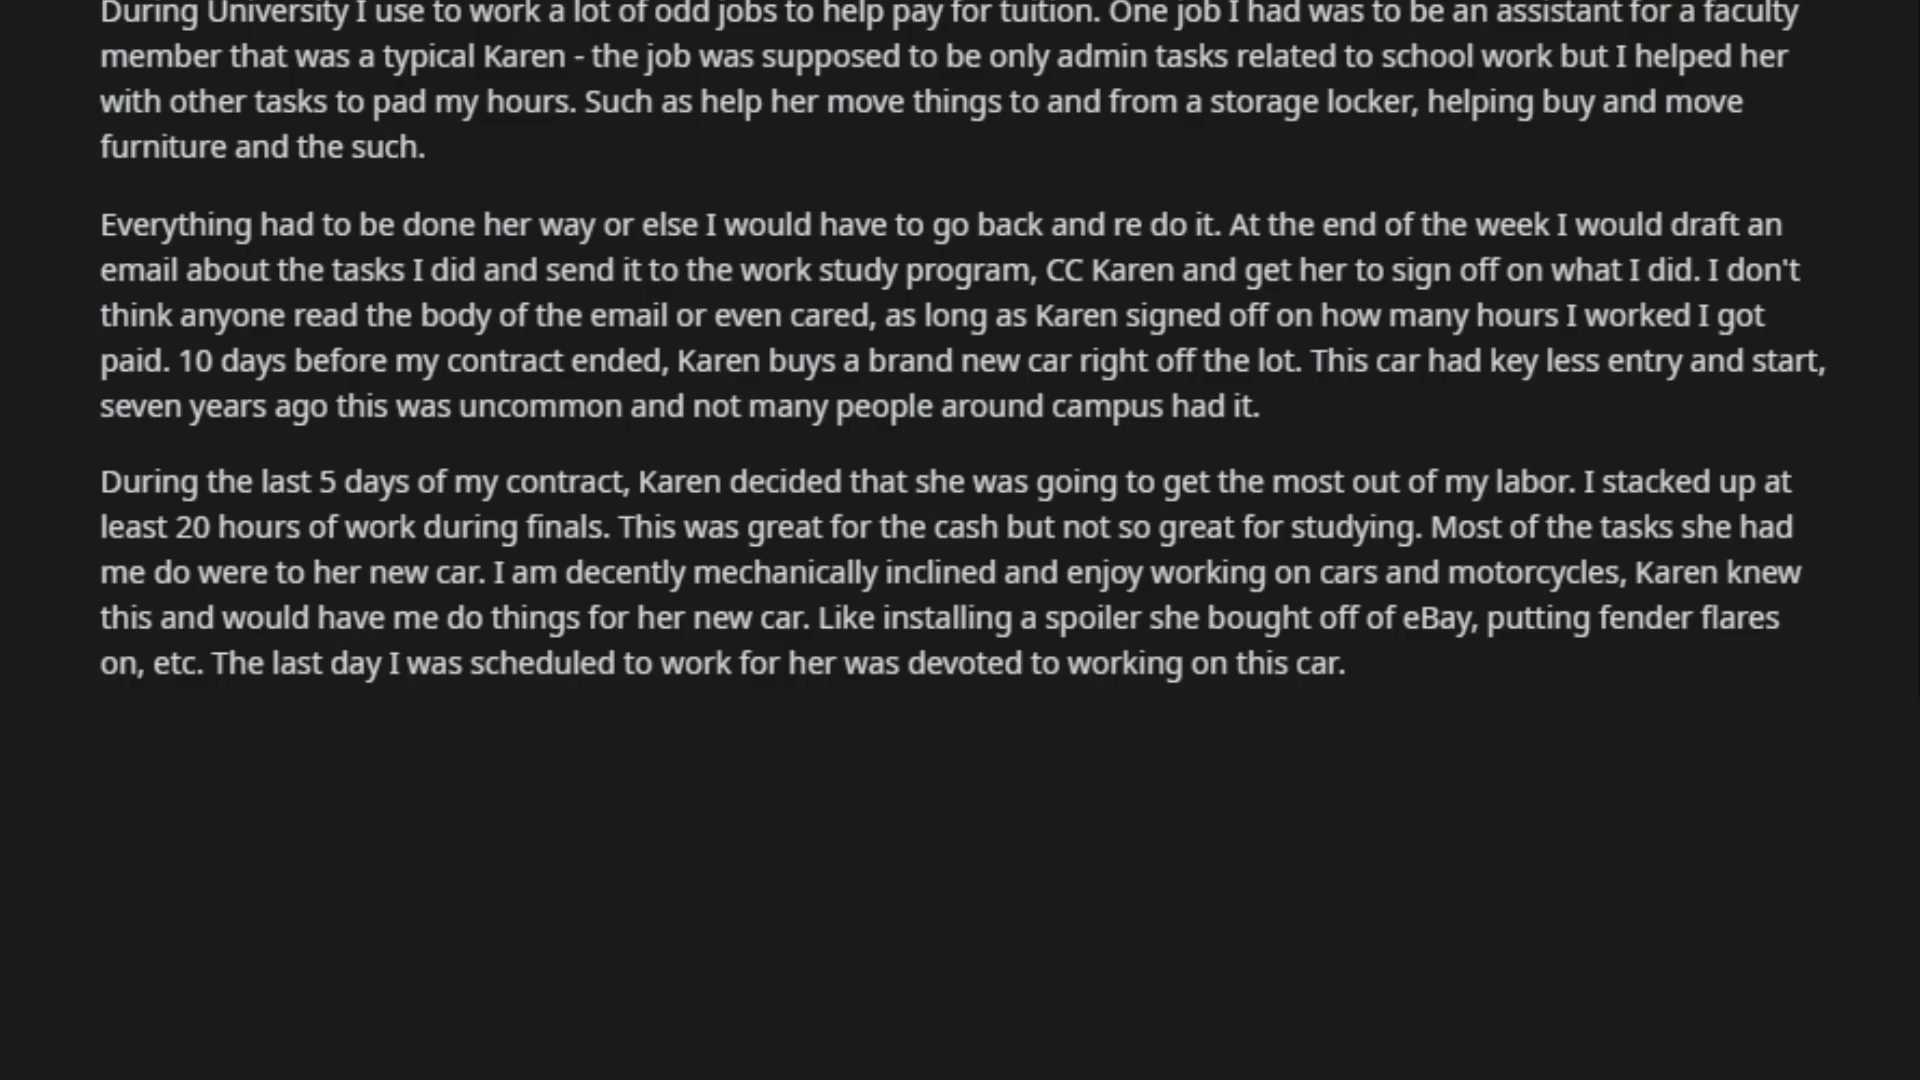 During University I use to work a lot of odd jobs to help pay for tuition. One job I had was to be an assistant for a faculty
member that was a typical Karen - the job was supposed to be only admin tasks related to school work but I helped her
with other tasks to pad my hours. Such as help her move things to and from a storage locker, helping buy and move
furniture and the such.
Everything had to be done her way or else I would have to go back and re do it. At the end of the week I would draft an
email about the tasks I did and send it to the work study program, CC Karen and get her to sign off on what I did. I don't
think anyone read the body of the email or even cared, as long as Karen signed off on how many hours I worked I got
paid. 10 days before my contract ended, Karen buys a brand new car right off the lot. This car had key less entry and start,
seven years ago this was uncommon and not many people around campus had it.
During the last 5 days of my contract, Karen decided that she was going to get the most out of my labor. I stacked up at
least 20 hours of work during finals. This was great for the cash but not so great for studying. Most of the tasks she had
me do were to her new car. I am decently mechanically inclined and enjoy working on cars and motorcycles, Karen knew
this and would have me do things for her new car. Like installing a spoiler she bought off of eBay, putting fender flares
on, etc. The last day I was scheduled to work for her was devoted to working on this car.